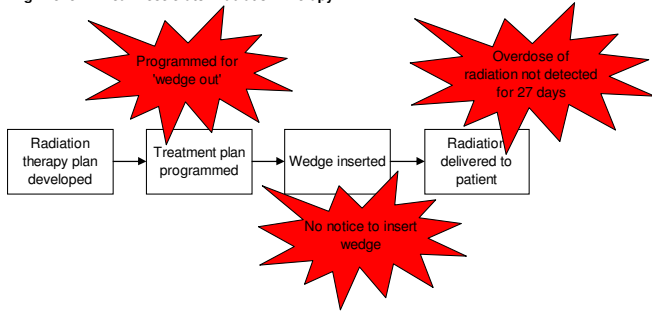 Programmed for
'wedge out'
Overdose of
radiation not detected
for 27 days
Radiation
therapy plan
developed
Treatment plan
programmed
Wedge inserted
Radiation
delivered to
patient
No notice to insert
wedge